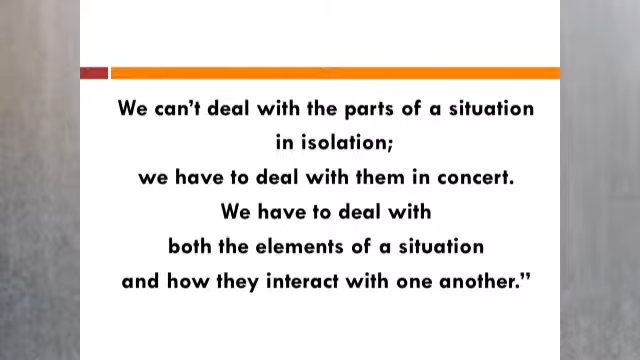 We can't deal with the parts of a situation
in isolation;
we have to deal with them in concert.
We have to deal with
both the elements of a situation
and how they interact with one another.”